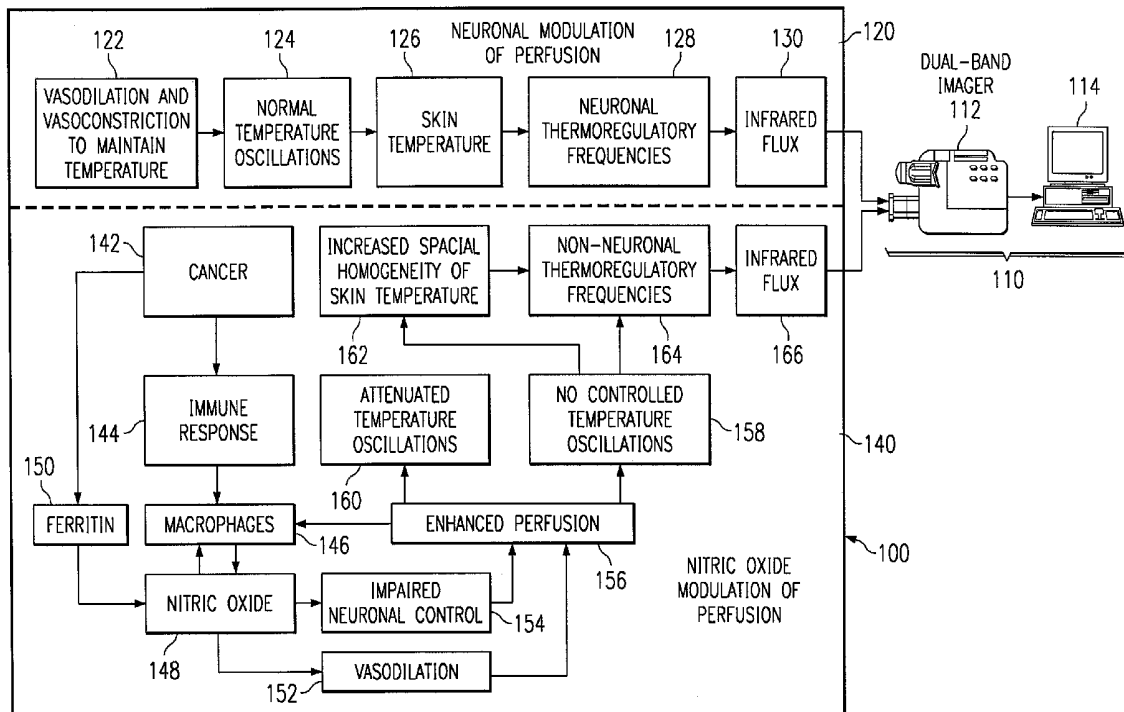 122
124
126
NEURONAL MODULATION
OF PERFUSION
128
130
120
VASODILATION AND
VASOCONSTRICTION
TO MAINTAIN
TEMPERATURE
NORMAL
TEMPERATURE
OSCILLATIONS
SKIN
TEMPERATURE
NEURONAL
THERMOREGULATORY
FREQUENCIES
INFRARED
FLUX
DUAL-BAND
IMAGER
112
114
110
142
CANCER
INCREASED SPACIAL
HOMOGENEITY OF
SKIN TEMPERATURE
162
NON-NEURONAL
THERMOREGULATORY
FREQUENCIES
164
INFRARED
FLUX
166
144
IMMUNE
RESPONSE
ATTENUATED
TEMPERATURE
OSCILLATIONS
160
NO CONTROLLED
TEMPERATURE
OSCILLATIONS
158
140
150
FERRITIN
MACROPHAGES
146
ENHANCED PERFUSION
156
100
NITRIC OXIDE
148
IMPAIRED
NEURONAL CONTROL
154
NITRIC OXIDE
MODULATION OF
PERFUSION
VASODILATION
152